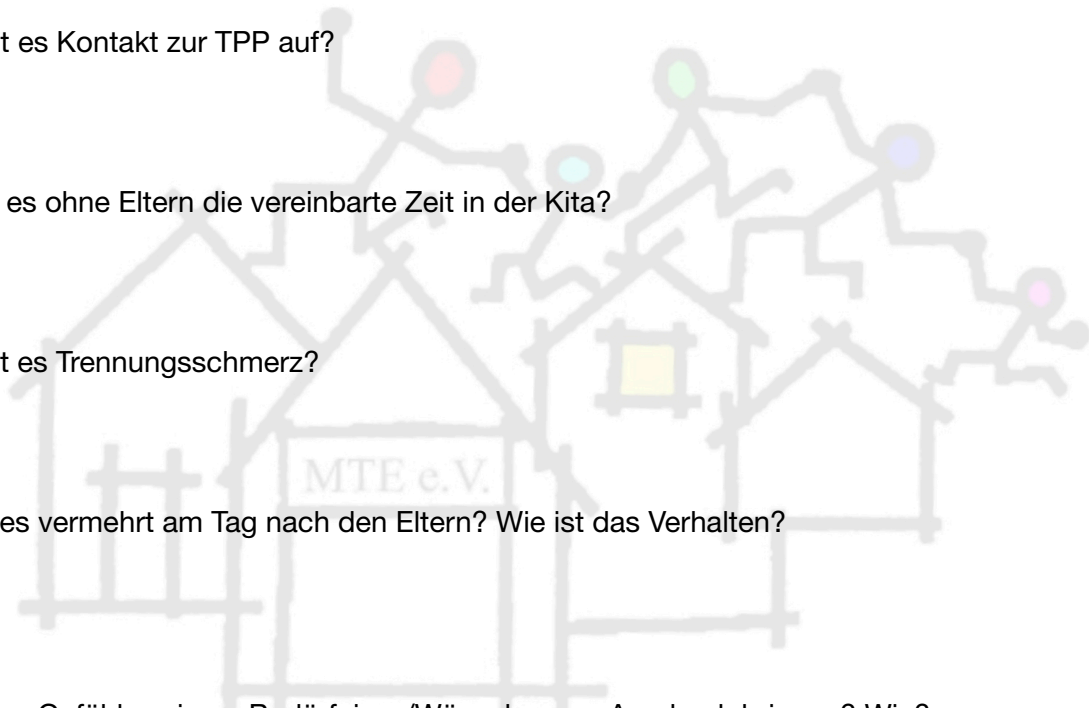 t es Kontakt zur TPP auf?
es ohne Eltern die vereinbarte Zeit in der Kita?
t es Trennungsschmerz?
MTE e.V.
es vermehrt am Tag nach den Eltern? Wie ist das Verhalten?